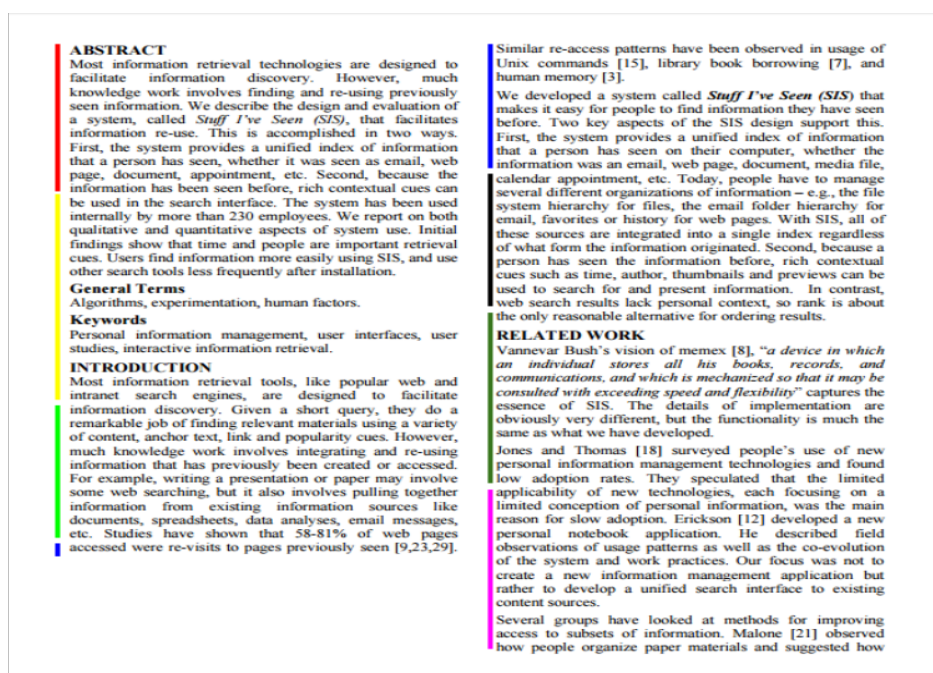 ABSTRACT
Most information retrieval technologies are designed to
facilitate information discovery. However, much
knowledge work involves finding and re-using previously
seen information. We describe the design and evaluation of
a system, called Stuff I've Seen (SIS), that facilitates
information re-use. This is accomplished in two ways.
First, the system provides a unified index of information
that a person has seen, whether it was seen as email, web
page, document, appointment, etc. Second, because the
information has been seen before, rich contextual cues can
be used in the search interface. The system has been used
internally by more than 230 employees. We report on both
qualitative and quantitative aspects of system use. Initial
findings show that time and people are important retrieval
cues. Users find information more easily using SIS, and use
other search tools less frequently after installation.
General Terms
Algorithms, experimentation, human factors.
Keywords
Personal information management, user interfaces, user
studies, interactive information retrieval.
INTRODUCTION
Most information retrieval tools, like popular web and
intranet search engines, are designed to facilitate
information discovery. Given a short query, they do a
remarkable job of finding relevant materials using a variety
of content, anchor text, link and popularity cues. However,
much knowledge work involves integrating and re-using
information that has previously been created or accessed.
For example, writing a presentation or paper may involve
some web searching, but it also involves pulling together
information from existing information sources like
documents, spreadsheets, data analyses, email messages,
etc. Studies have shown that 58-81% of web pages
accessed were re-visits to pages previously seen [9,23,29].
Similar re-access patterns have been observed in usage of
Unix commands [15], library book borrowing [7], and
human memory [3].
We developed a system called Stuff I've Seen (SIS) that
makes it easy for people to find information they have seen
before. Two key aspects of the SIS design support this.
First, the system provides a unified index of information
that a person has seen on their computer, whether the
information was an email, web page, document, media file,
calendar appointment, etc. Today, people have to manage
several different organizations of information – e.g., the file
system hierarchy for files, the email folder hierarchy for
email, favorites or history for web pages. With SIS, all of
these sources are integrated into a single index regardless
of what form the information originated. Second, because a
person has seen the information before, rich contextual
cues such as time, author, thumbnails and previews can be
used to search for and present information. In contrast,
web search results lack personal context, so rank is about
the only reasonable alternative for ordering results.
RELATED WORK
Vannevar Bush's vision of memex [8], "a device in which
an individual stores all his books, records, and
communications, and which is mechanized so that it may be
consulted with exceeding speed and flexibility" captures the
essence of SIS. The details of implementation are
obviously very different, but the functionality is much the
same as what we have developed.
Jones and Thomas [18] surveyed people's use of new
personal information management technologies and found
low adoption rates. They speculated that the limited
applicability of new technologies, each focusing on a
limited conception of personal information, was the main
reason for slow adoption. Erickson [12] developed a new
personal notebook application. He described field
observations of usage patterns as well as the co-evolution
of the system and work practices. Our focus was not to
create a new information management application but
rather to develop a unified search interface to existing
content sources.
Several groups have looked at methods for improving
access to subsets of information. Malone [21] observed
how people organize paper materials and suggested how